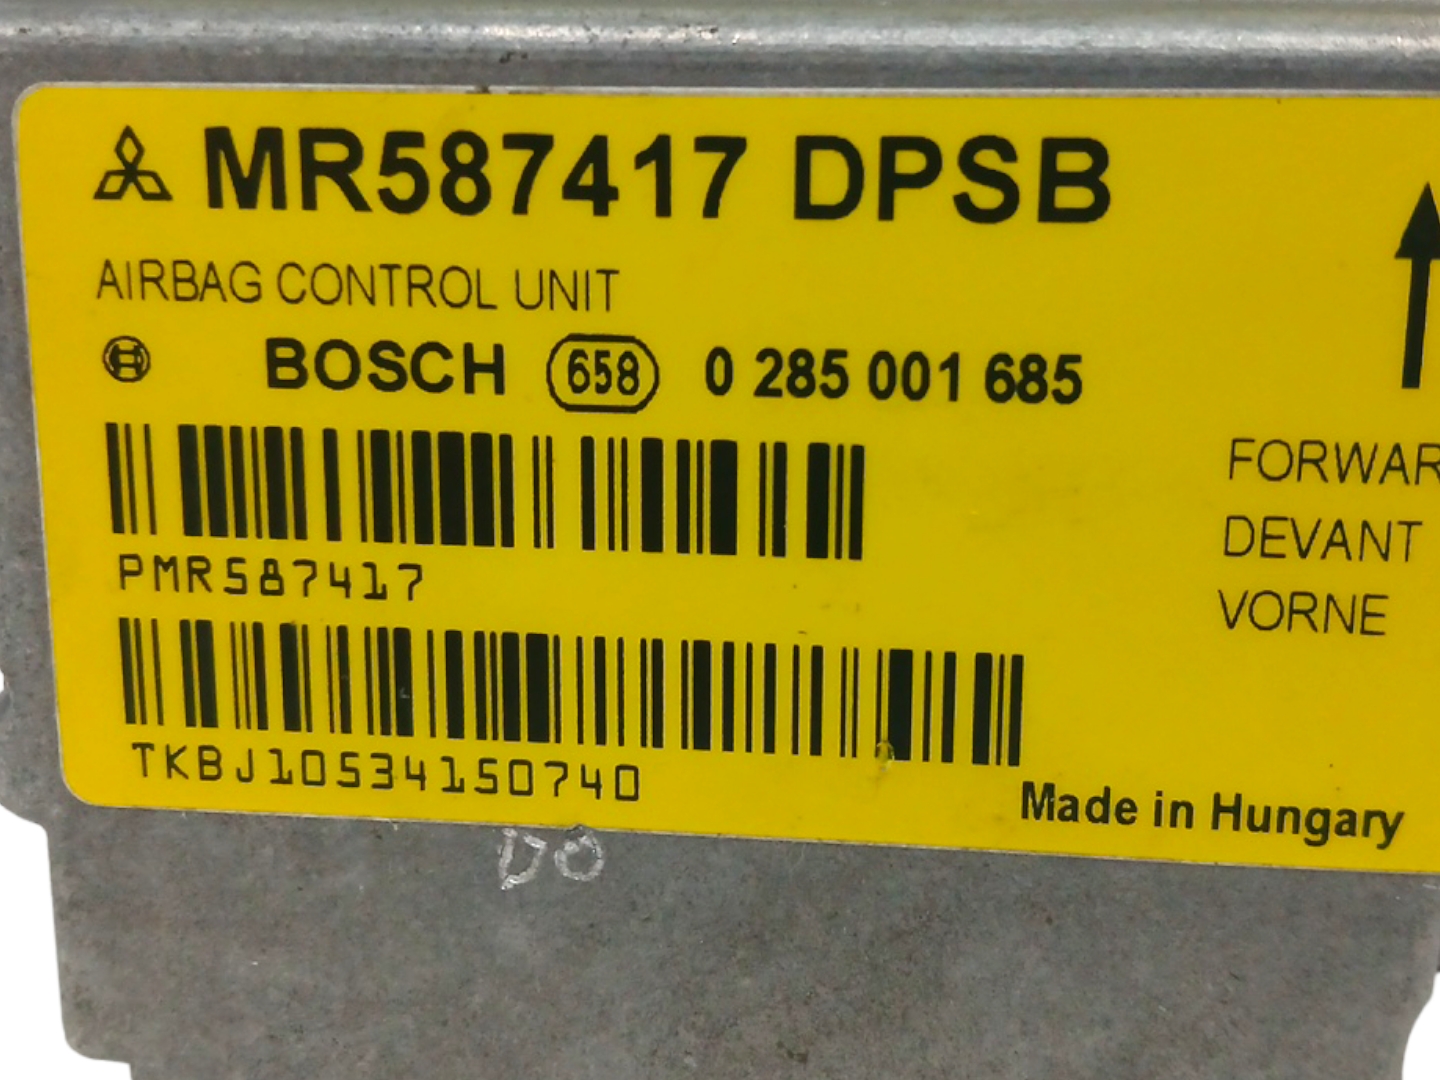 MR587417 DPSB
AIRBAG CONTROL UNIT
BOSCH 658 0 285 001 685
PMR587417
FORWAR
DEVANT
VORNE
TKBJ10534150740
Made in Hungary
DO